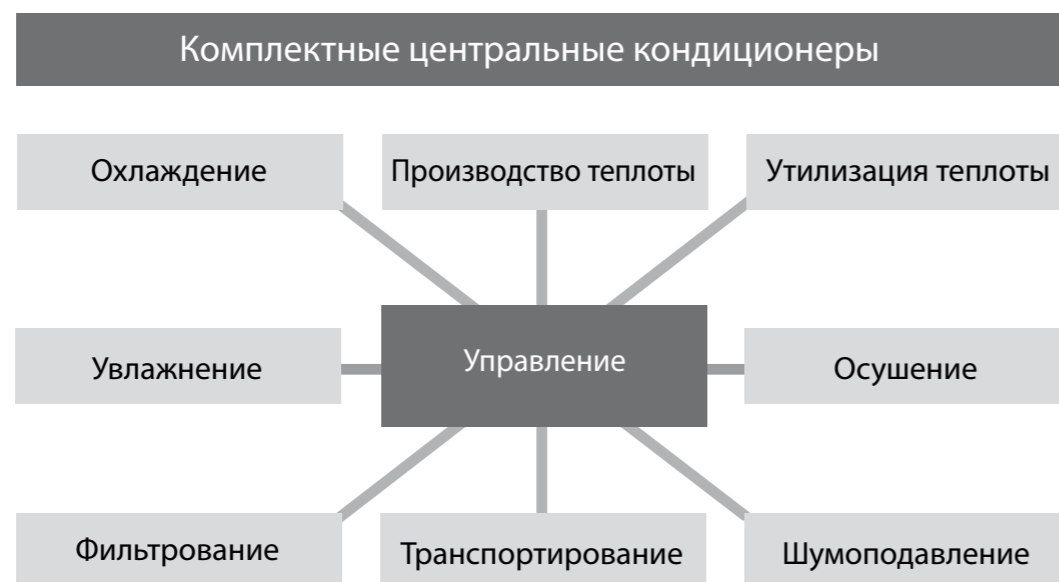 Комплектные центральные кондиционеры
Охлаждение
Производство теплоты
Утилизация теплоты
Увлажнение
Управление
Осушение
Фильтрование
Транспортирование
Шумоподавление